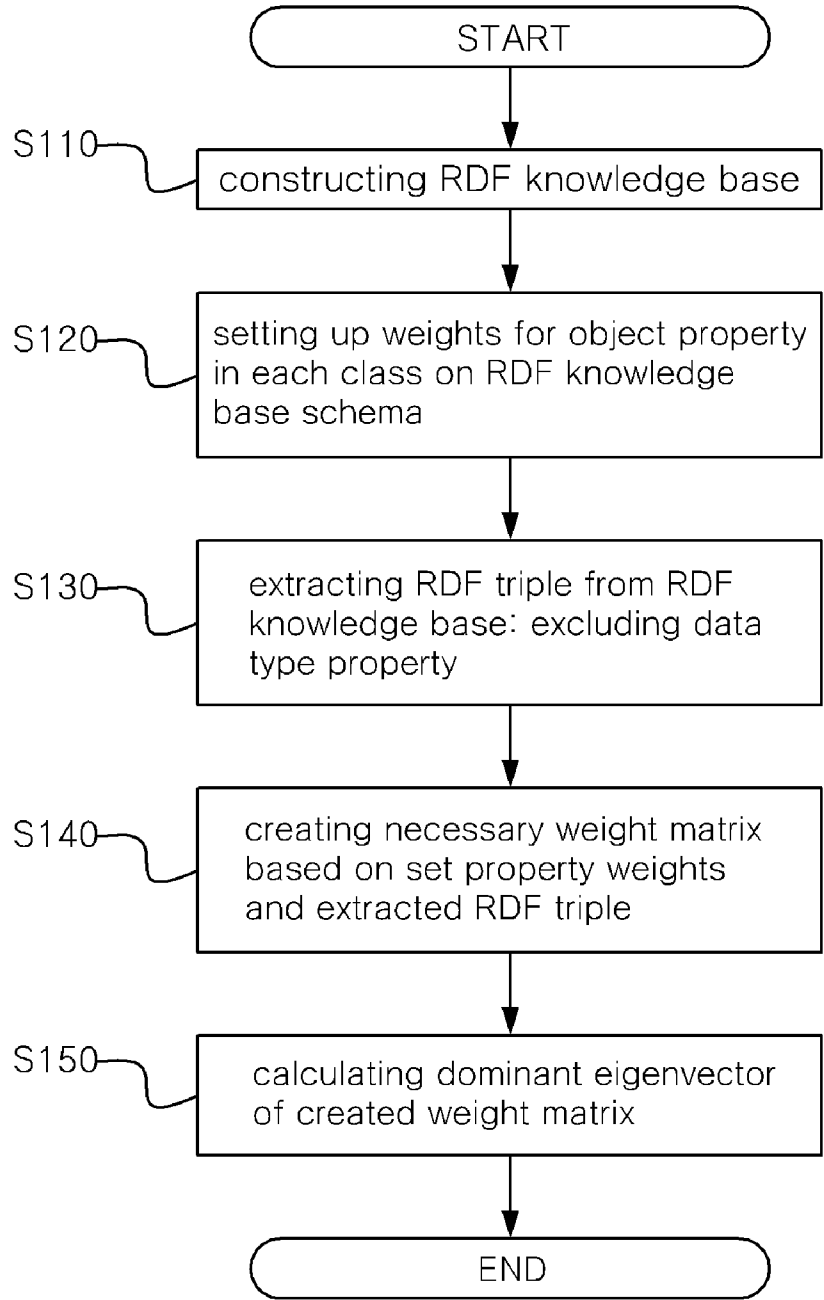 START
S110
constructing RDF knowledge base
S120
setting up weights for object property
in each class on RDF knowledge
base schema
S130
extracting RDF triple from RDF
knowledge base: excluding data
type property
S140
creating necessary weight matrix
based on set property weights
and extracted RDF triple
S150
calculating dominant eigenvector
of created weight matrix
END